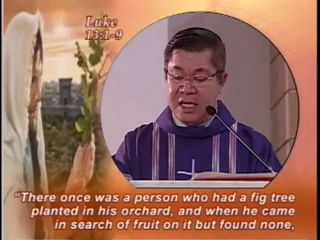 Luke
13:1-9
"There once was a person who had a fig tree
planted in his orchard, and when he came
in search of fruit on it but found none,